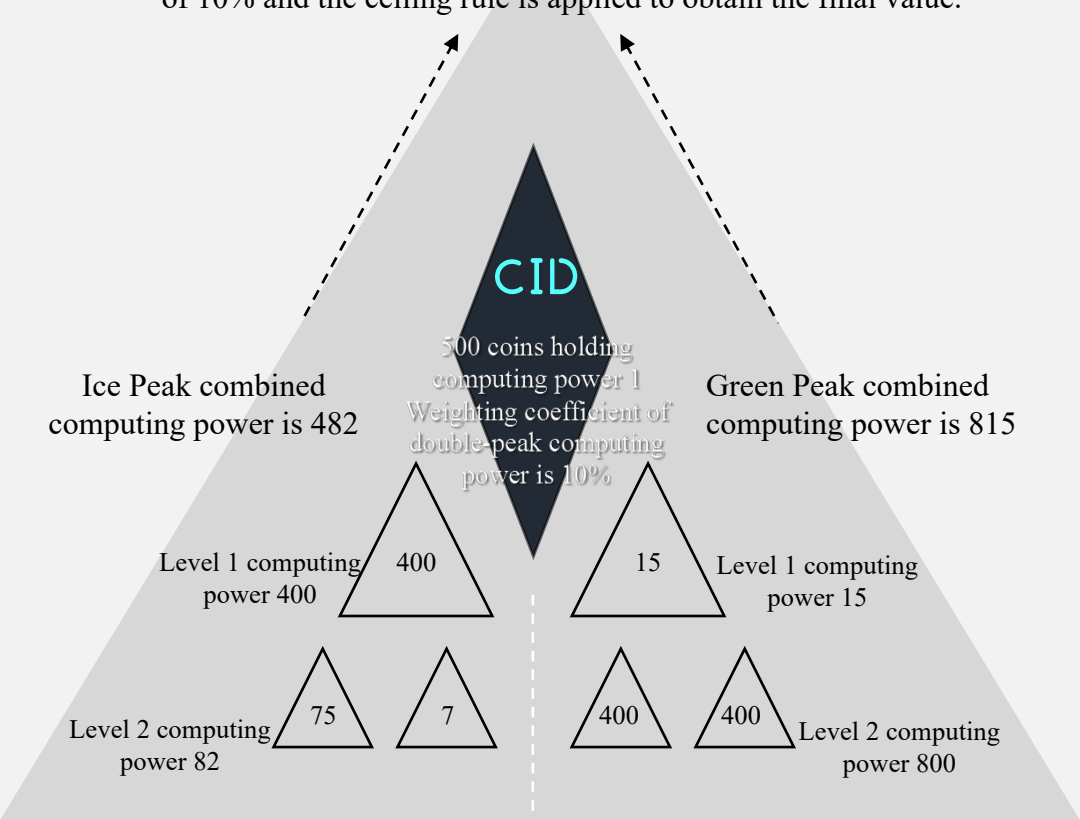 of 10% and the ceiling rule is applied to obtain the final value.
CID
500 coins holding
computing power 1
Weighting coefficient of
double-peak computing
power is 10%
Ice Peak combined
computing power is 482
Green Peak combined
computing power is 815
Level 1 computing
power 400
400
15
Level 1 computing
power 15
Level 2 computing
power 82
75
7
400
400
Level 2 computing
power 800